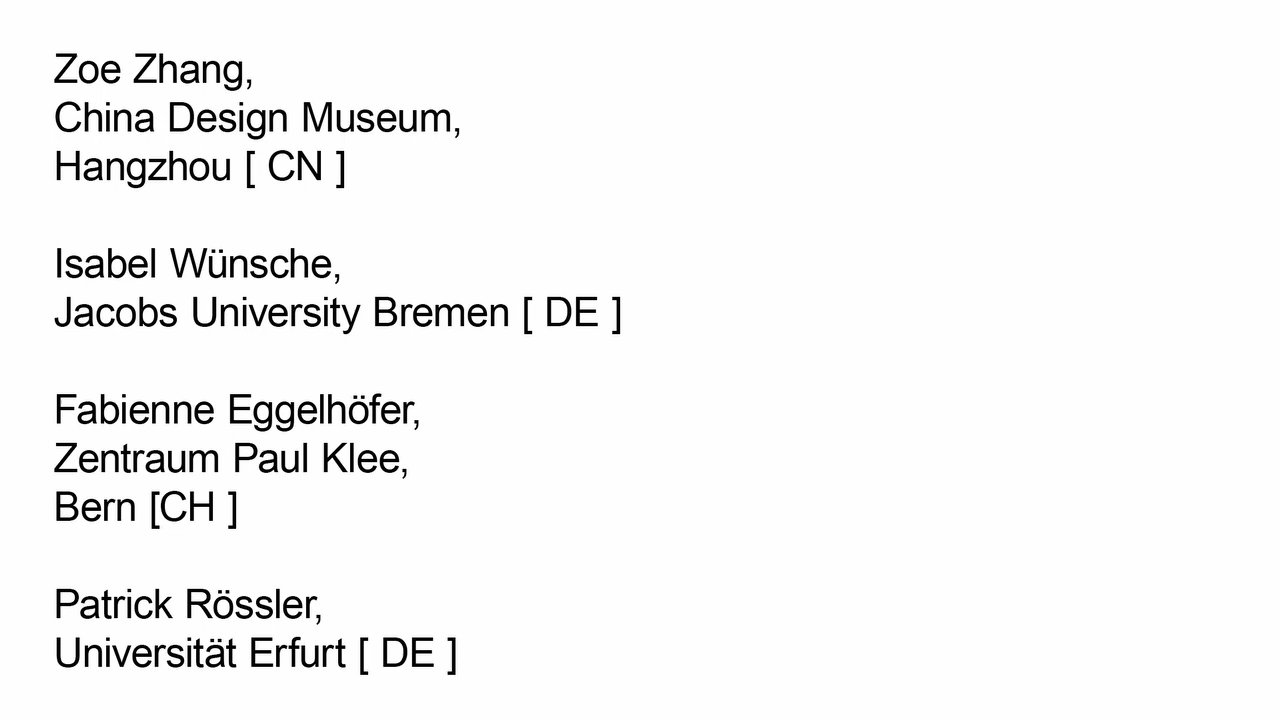 Zoe Zhang,
China Design Museum,
Hangzhou [ CN ]
Isabel Wünsche,
Jacobs University Bremen [ DE ]
Fabienne Eggelhöfer,
Zentraum Paul Klee,
Bern [CH ]
Patrick Rössler,
Universität Erfurt [ DE ]